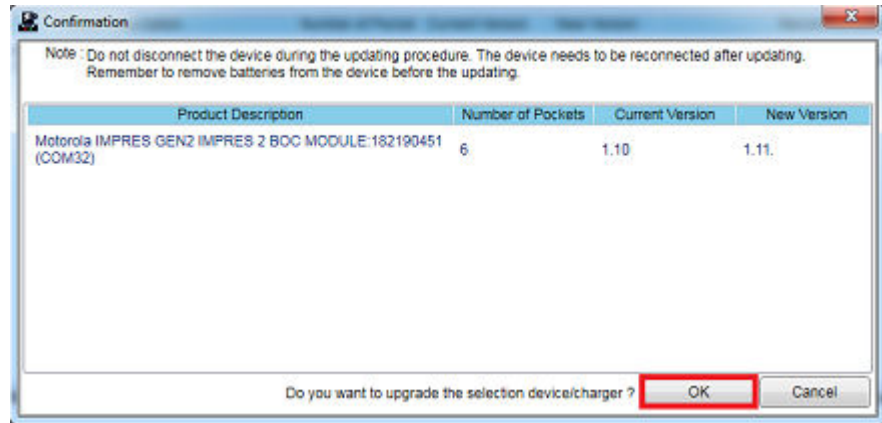 Confirmation
Note : Do not disconnect the device during the updating procedure. The device needs to be reconnected after updating.
Remember to remove batteries from the device before the updating.
Product Description Number of Pockets Current Version New Version
Motorola IMPRES GEN2 IMPRES 2 BOC MODULE:182190451 6 1.10 1.11.
(COM32)
Do you want to upgrade the selection device/charger ? OK Cancel